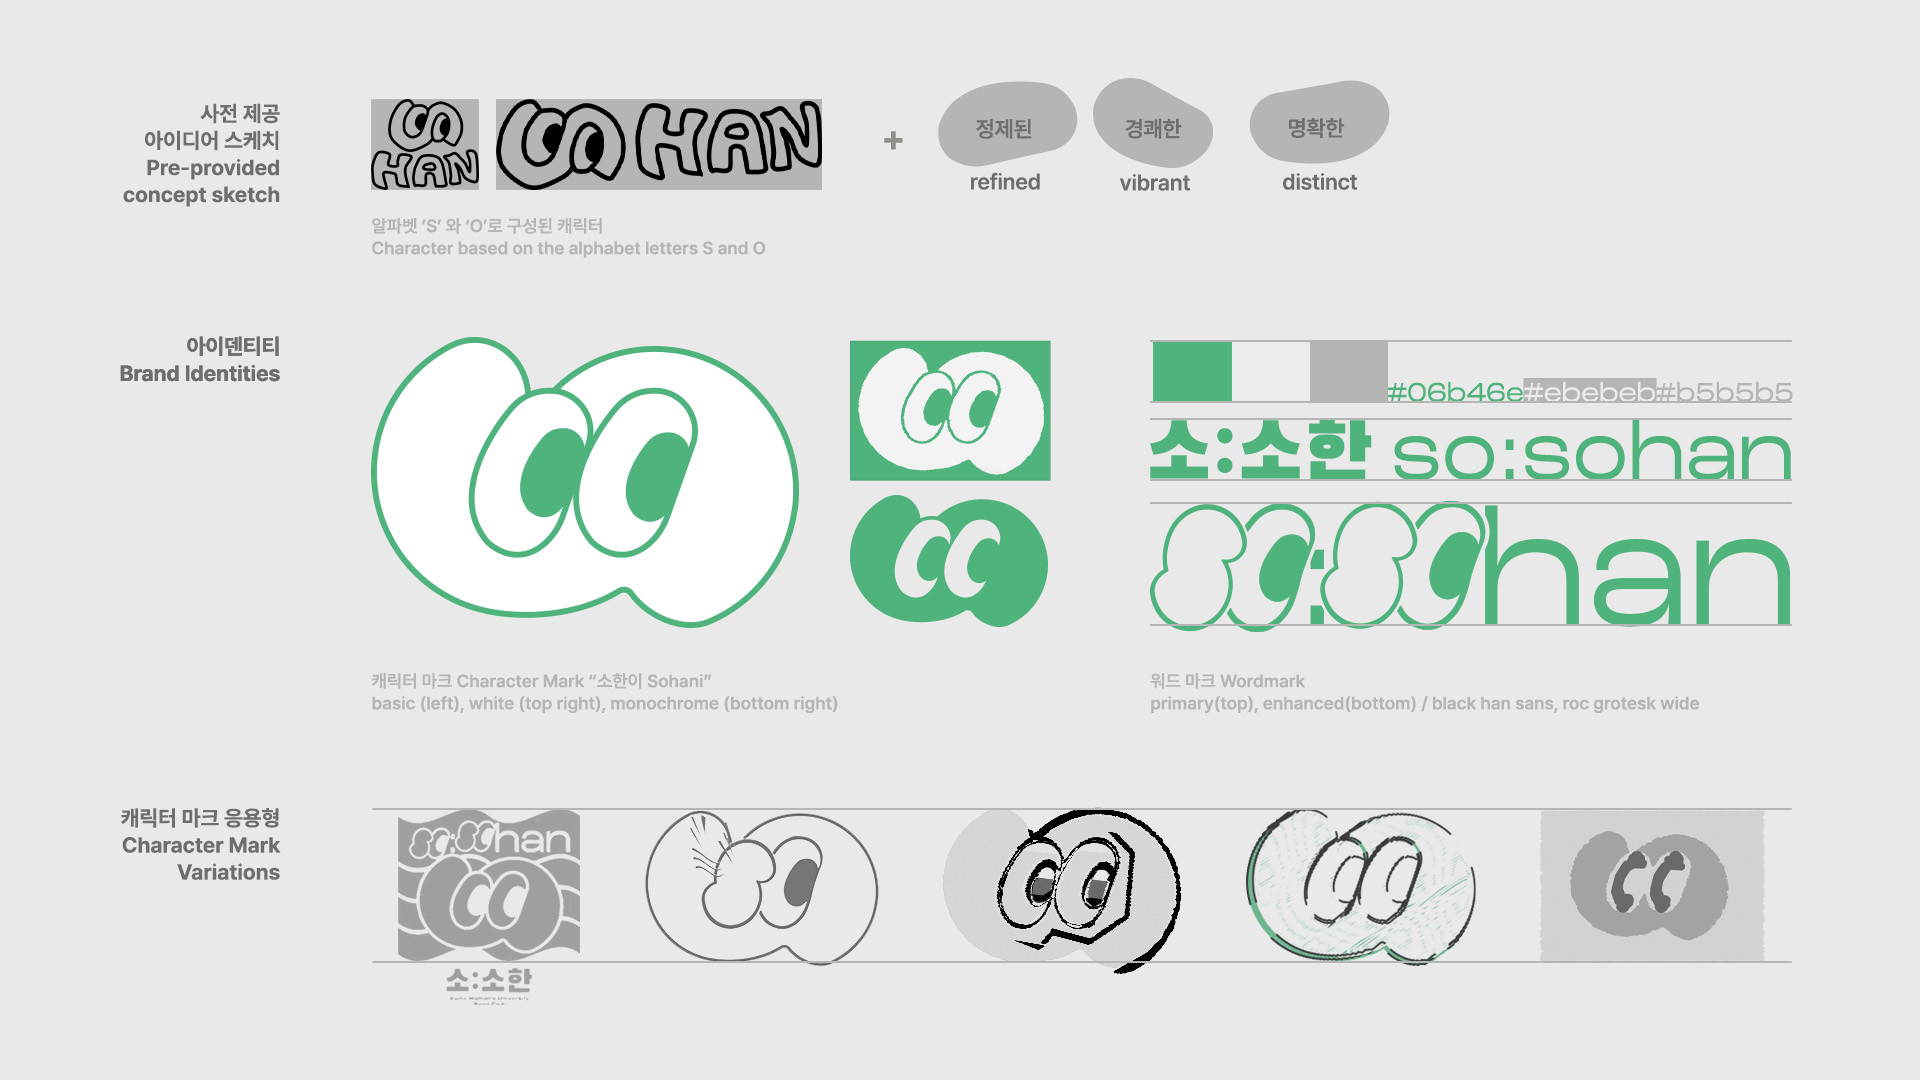 사전 제공
아이디어 스케치
Pre-provided
concept sketch
HAN
HAN
+
정제된
경쾌한
명확한
refined
vibrant
distinct
알파벳 ‘S’ 와 ‘O’로 구성된 캐릭터
Character based on the alphabet letters S and O
아이덴티티
Brand Identities
#06b46e#ebebeb#b5b5b5
소:소한 so:sohan
so:sohan
캐릭터 마크 Character Mark “소한이 Sohani”
basic (left), white (top right), monochrome (bottom right)
워드 마크 Wordmark
primary(top), enhanced(bottom) / black han sans, roc grotesk wide
캐릭터 마크 응용형
Character Mark
Variations
so:sohan
소:소한